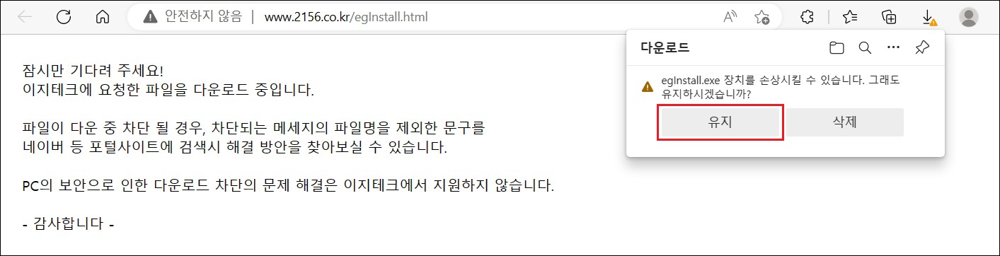 안전하지 않음 | www.2156.co.kr/egInstall.html
다운로드
egInstall.exe 장치를 손상시킬 수 있습니다. 그래도
유지하시겠습니까?
유지 삭제
잠시만 기다려 주세요!
이지테크에 요청한 파일을 다운로드 중입니다.
파일이 다운 중 차단 될 경우, 차단되는 메세지의 파일명을 제외한 문구를
네이버 등 포털사이트에 검색시 해결 방안을 찾아보실 수 있습니다.
PC의 보안으로 인한 다운로드 차단의 문제 해결은 이지테크에서 지원하지 않습니다.
- 감사합니다 -